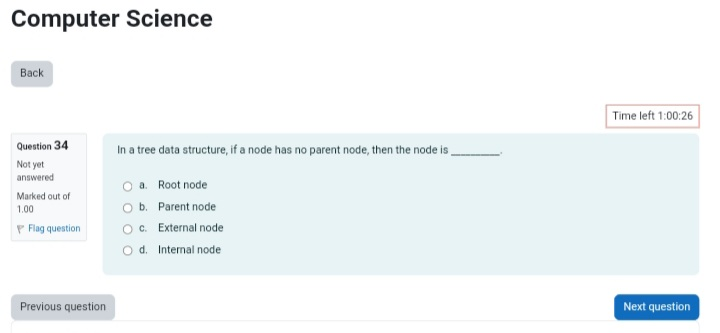 Computer Science
Back
Time left 1:00:26
Question 34
Not yet
answered
Marked out of
1.00
Flag question
In a tree data structure, if a node has no parent node, then the node is _________.
a. Root node
b. Parent node
c. External node
d. Internal node
Previous question
Next question